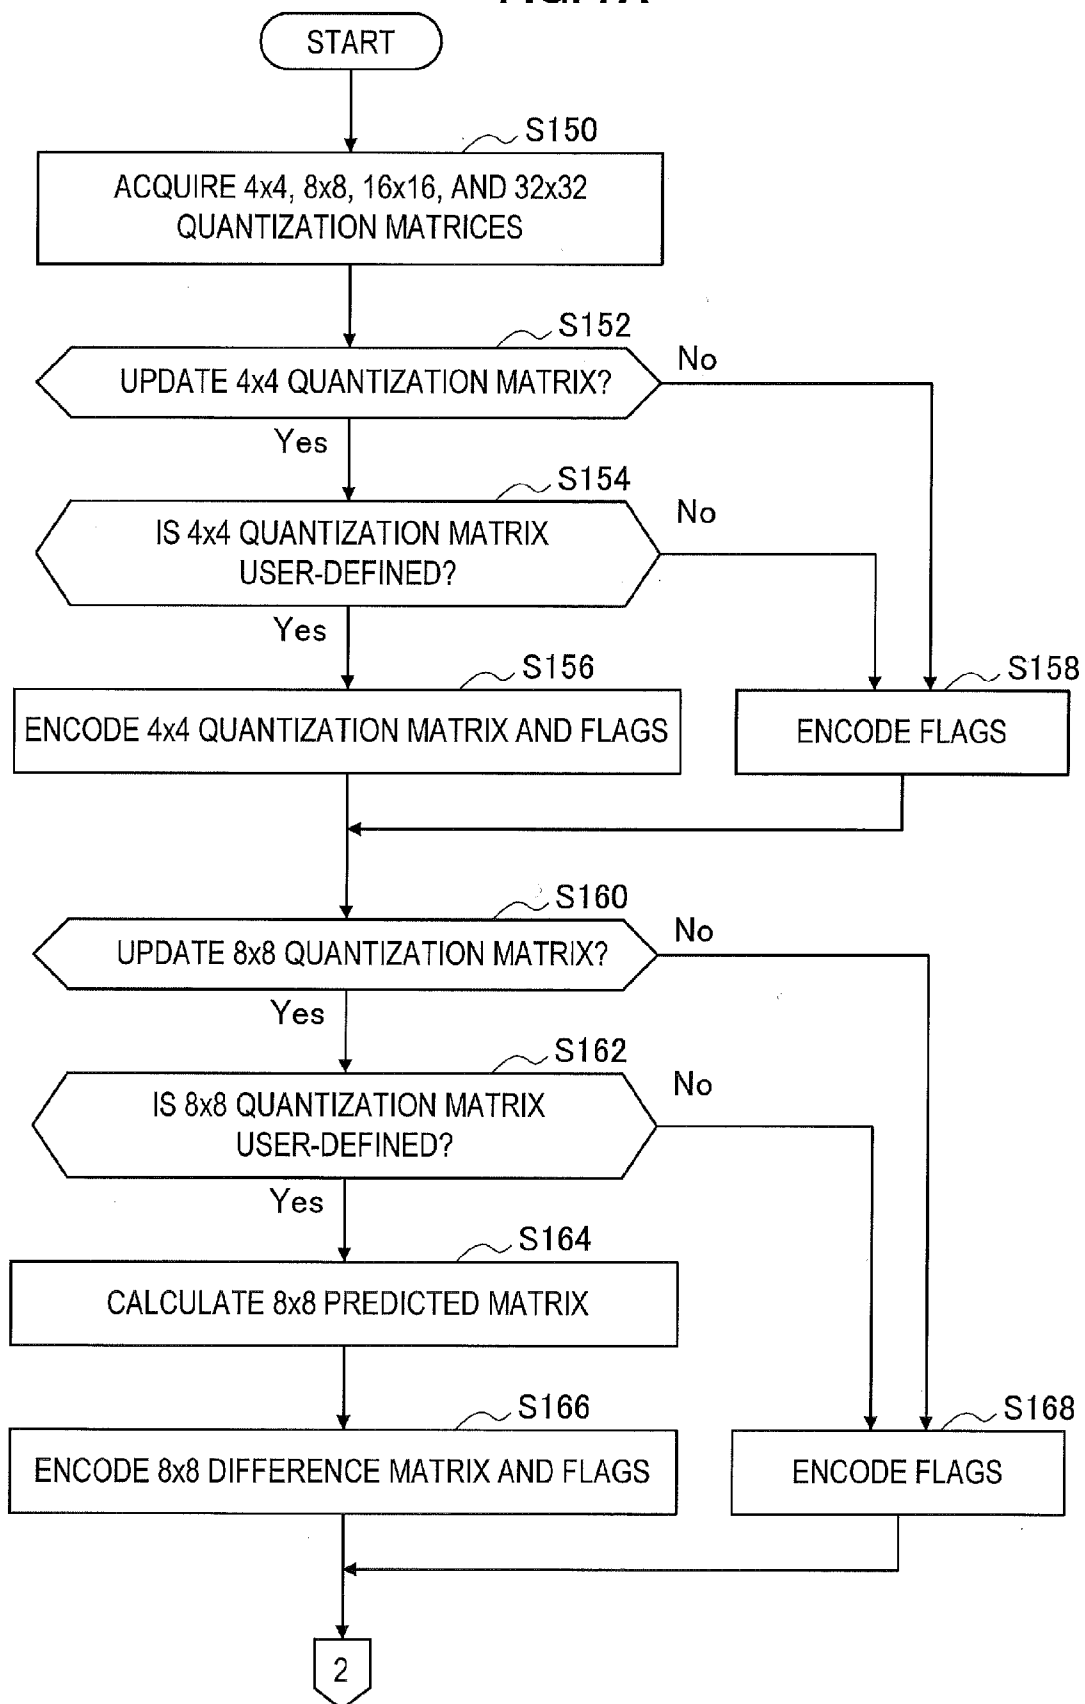 START
S150
ACQUIRE 4x4, 8x8, 16x16, AND 32x32
QUANTIZATION MATRICES
S152
UPDATE 4x4 QUANTIZATION MATRIX?
No
Yes
S154
IS 4x4 QUANTIZATION MATRIX
USER-DEFINED?
No
Yes
S156
ENCODE 4x4 QUANTIZATION MATRIX AND FLAGS
S158
ENCODE FLAGS
S160
UPDATE 8x8 QUANTIZATION MATRIX?
No
Yes
S162
IS 8x8 QUANTIZATION MATRIX
USER-DEFINED?
No
Yes
S164
CALCULATE 8x8 PREDICTED MATRIX
S166
ENCODE 8x8 DIFFERENCE MATRIX AND FLAGS
S168
ENCODE FLAGS
2